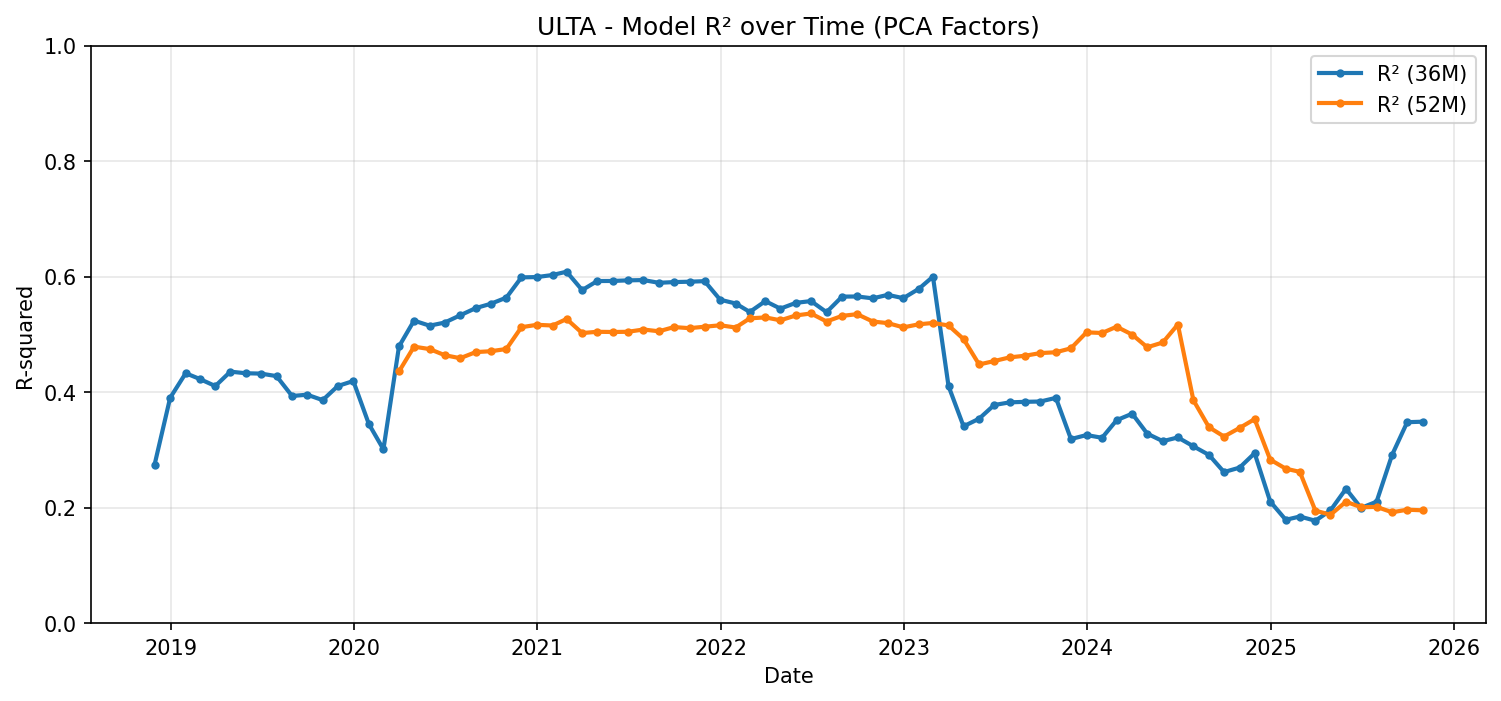 ULTA - Model R² over Time (PCA Factors)
R² (36M)
R² (52M)
R-squared
1.0
0.8
0.6
0.4
0.2
0.0
2019 2020 2021 2022 2023 2024 2025 2026
Date